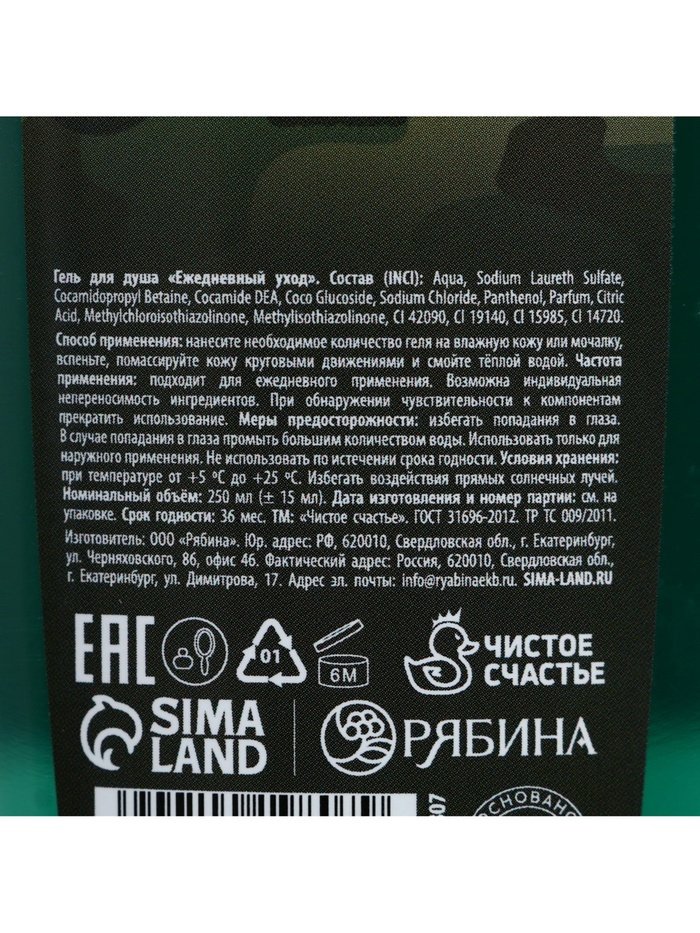 Гель для душа «Ежедневный уход». Состав (INCI): Aqua, Sodium Laureth Sulfate,
Cocamidopropyl Betaine, Cocamide DEA, Coco Glucoside, Sodium Chloride, Panthenol, Parfum, Citric
Acid, Methylchloroisothiazolinone, Methylisothiazolinone, CI 42090, CI 19140, CI 15985, CI 14720.
Способ применения: нанесите необходимое количество геля на влажную кожу или мочалку,
вспеньте, помассируйте кожу круговыми движениями и смойте тёплой водой. Частота
применения: подходит для ежедневного применения. Возможна индивидуальная
непереносимость ингредиентов. При обнаружении чувствительности к компонентам
прекратить использование. Меры предосторожности: избегать попадания в глаза.
В случае попадания в глаза промыть большим количеством воды. Использовать только для
наружного применения. Не использовать по истечении срока годности. Условия хранения:
при температуре от +5 °C до +25 °C. Избегать воздействия прямых солнечных лучей.
Номинальный объём: 250 мл (± 15 мл). Дата изготовления и номер партии: см. на
упаковке. Срок годности: 36 мес. ТМ: «Чистое счастье». ГОСТ 31696-2012. ТР ТС 009/2011.
Изготовитель: ООО «Рябина». Юр. адрес: РФ, 620010, Свердловская обл., г. Екатеринбург,
ул. Черняховского, 86, офис 46. Фактический адрес: Россия, 620010, Свердловская обл.,
г. Екатеринбург, ул. Димитрова, 17. Адрес эл. почты: info@ryabinaekb.ru. SIMA-LAND.RU
EAC
01
6M
ЧИСТОЕ
СЧАСТЬЕ
SIMA
LAND
РЯБИНА
ОСНОВАНО